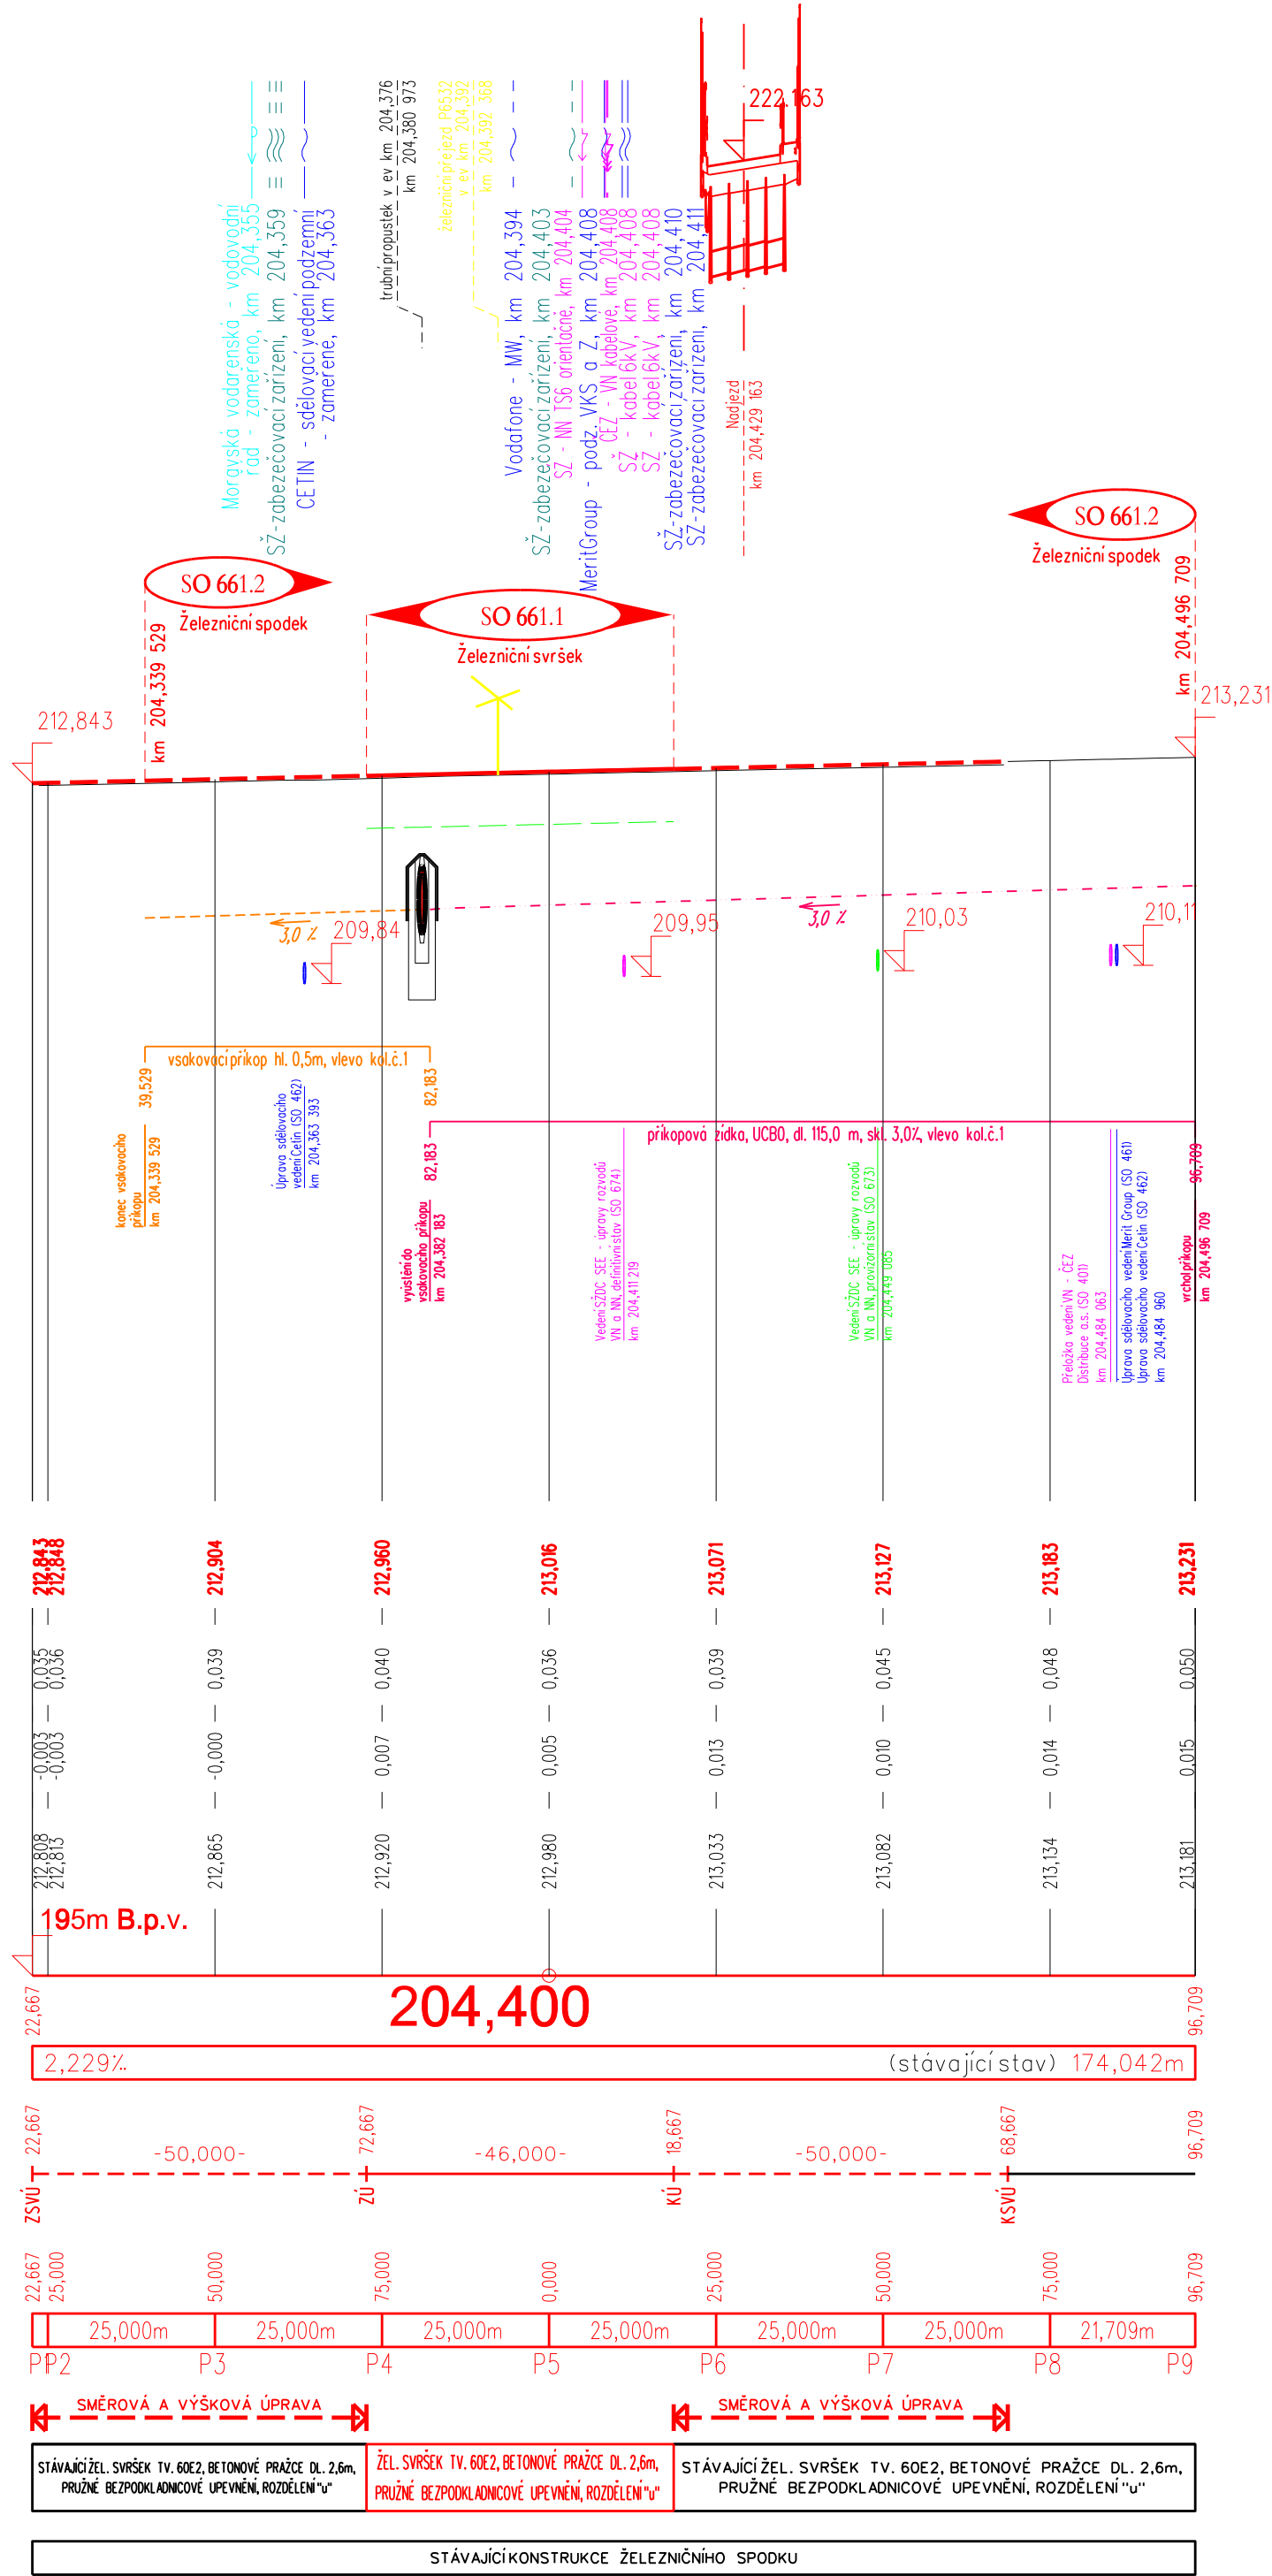 222.163
Moravská vodárenská - vodovodní
řad - zaměřeno, km 204,355
SŽ-zabezečovací zařízení, km 204,359
CETIN - sdělovací vedení podzemní
- zaměřené, km 204,363
trubní propustek v ev km 204,376
km 204,380 973
železniční přejezd P6532
v ev km 204,392
km 204,392 368
Vodafone - MW, km 204,394
SŽ-zabezečovací zařízení, km 204,403
SŽ - NN TS6 orientačně, km 204,404
MeritGroup - podz. VKS a Z, km 204,408
ČEZ - VN kabelové, km 204,408
SŽ - kabel 6kV, km 204,408
SŽ - kabel 6kV, km 204,408
SŽ-zabezečovací zařízení, km 204,410
SŽ-zabezečovací zařízení, km 204,411
Nadjezd
km 204,429 163
SO 661.2
Železniční spodek
km 204,339 529
SO 661.1
Železniční svršek
SO 661.2
Železniční spodek
km 204,496 709
212,843
213,231
3,0 %
209,84
209,95
3,0 %
210,03
210,11
vsakovací příkop hl. 0,5m, vlevo kol.č.1
39,529
82,183
konec vsakovacího
příkopu
km 204,339 529
Úprava sdělovacího
vedení Cetin (SO 462)
km 204,363 393
příkopová zídka, UCB0, dl. 115,0 m, skl. 3,0%, vlevo kol.č.1
82,183
96,709
vyústění do
vsakovacího příkopu
km 204,382 183
Vedení SŽDC SEE - úpravy rozvodů
VN a NN, definitivní stav (SO 674)
km 204,411 219
Vedení SŽDC SEE - úpravy rozvodů
VN a NN, provizorní stav (SO 673)
km 204,449 085
Přeložka vedení VN - ČEZ
Distribuce a.s. (SO 401)
km 204,484 063
Úprava sdělovacího vedení Merit Group (SO 461)
Úprava sdělovacího vedení Cetin (SO 462)
km 204,484 960
vrchol příkopu
km 204,496 709
212,843 212,848 212,904 212,960 213,016 213,071 213,127 213,183 213,231
0,035 0,036 0,039 0,040 0,036 0,039 0,045 0,048 0,050
-0,003 -0,003 -0,000 0,007 0,005 0,013 0,010 0,014 0,015
212,808 212,813 212,865 212,920 212,980 213,033 213,082 213,134 213,181
195m B.p.v.
204,400
22,667 96,709
2,229‰ (stávající stav) 174,042m
22,667 72,667 18,667 68,667 96,709
-50,000- -46,000- -50,000-
ZSVÚ ZÚ KÚ KSVÚ
22,667 25,000 50,000 75,000 0,000 25,000 50,000 75,000 96,709
25,000m 25,000m 25,000m 25,000m 25,000m 25,000m 21,709m
P1 P2 P3 P4 P5 P6 P7 P8 P9
SMĚROVÁ A VÝŠKOVÁ ÚPRAVA
SMĚROVÁ A VÝŠKOVÁ ÚPRAVA
STÁVAJÍCÍ ŽEL. SVRŠEK TV. 60E2, BETONOVÉ PRAŽCE DL. 2,6m,
PRUŽNÉ BEZPODKLADNICOVÉ UPEVNĚNÍ, ROZDĚLENÍ "u"
ŽEL. SVRŠEK TV. 60E2, BETONOVÉ PRAŽCE DL. 2,6m,
PRUŽNÉ BEZPODKLADNICOVÉ UPEVNĚNÍ, ROZDĚLENÍ "u"
STÁVAJÍCÍ ŽEL. SVRŠEK TV. 60E2, BETONOVÉ PRAŽCE DL. 2,6m,
PRUŽNÉ BEZPODKLADNICOVÉ UPEVNĚNÍ, ROZDĚLENÍ "u"
STÁVAJÍCÍ KONSTRUKCE ŽELEZNIČNÍHO SPODKU